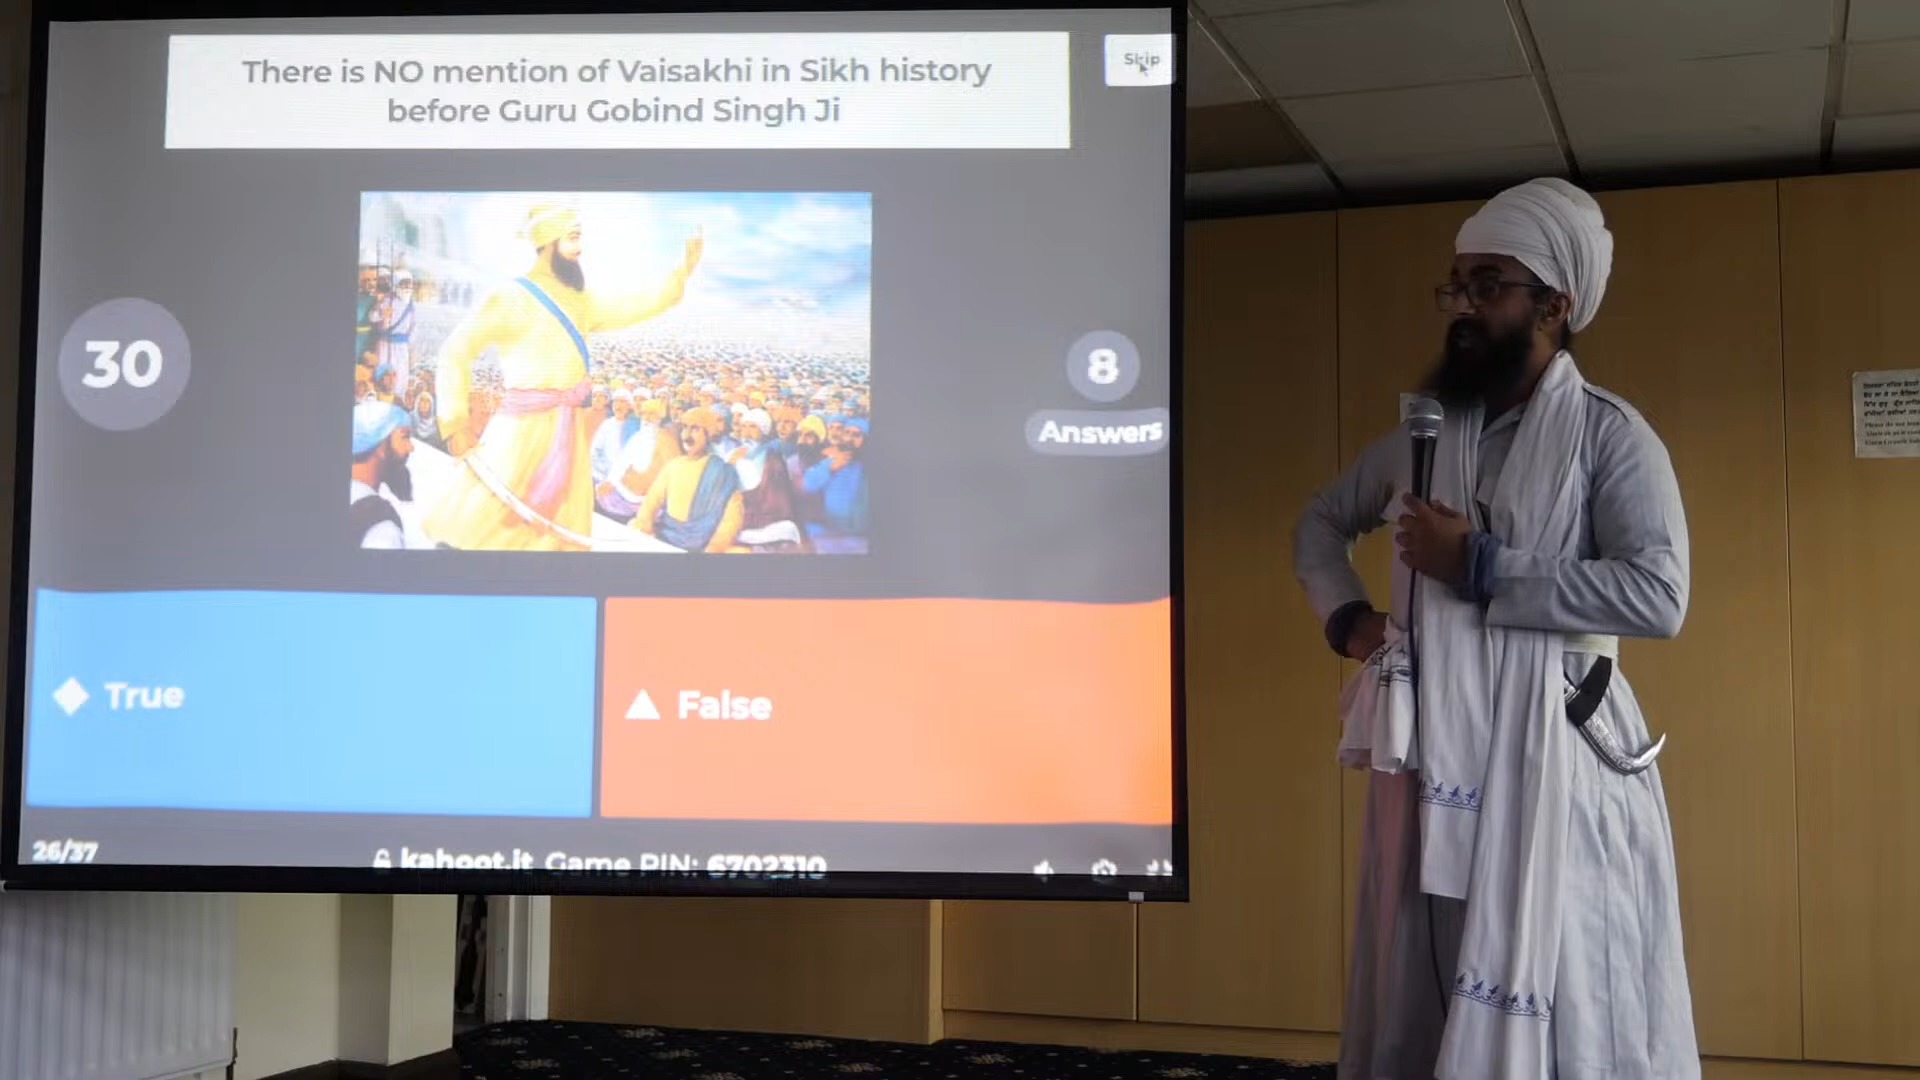 There is NO mention of Vaisakhi in Sikh history
before Guru Gobind Singh Ji
Skip
30
8
Answers
True
False
26/37
kahoot.it Game PIN: 6702310